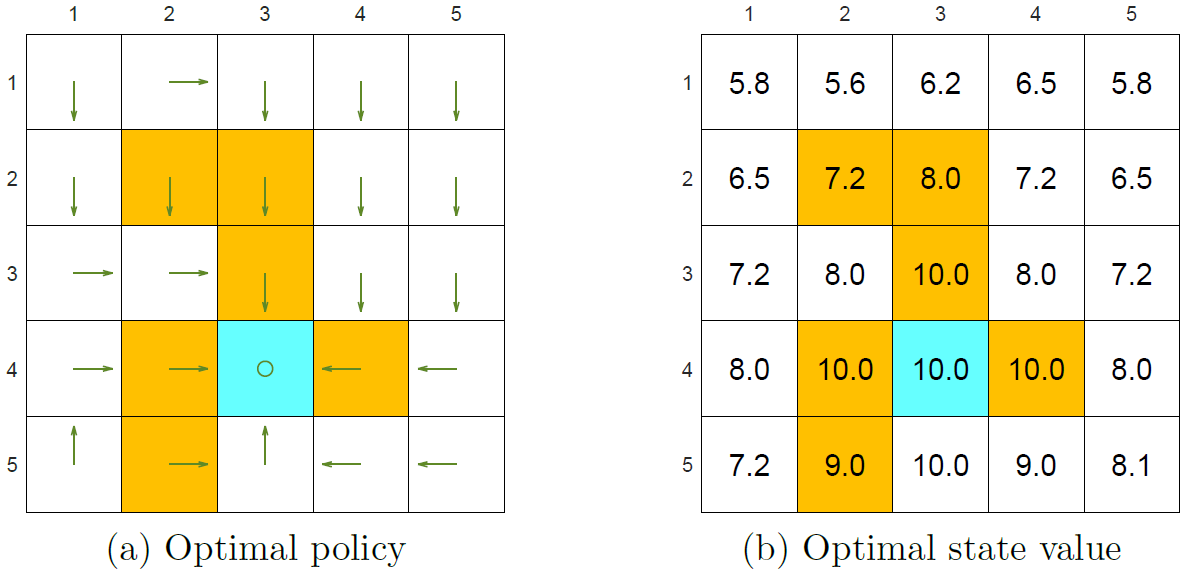 1 2 3 4 5
1
2
3
4
5
(a) Optimal policy
1 2 3 4 5
1 5.8 5.6 6.2 6.5 5.8
2 6.5 7.2 8.0 7.2 6.5
3 7.2 8.0 10.0 8.0 7.2
4 8.0 10.0 10.0 10.0 8.0
5 7.2 9.0 10.0 9.0 8.1
(b) Optimal state value